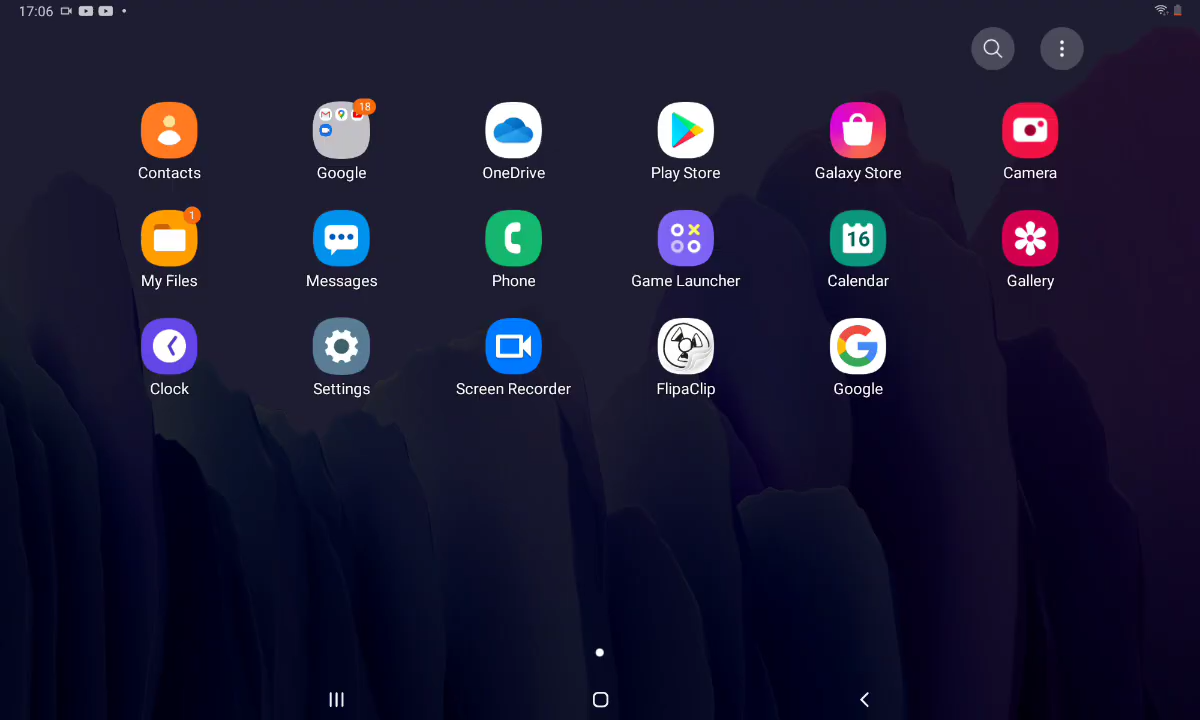 17:06
18
Contacts
Google
OneDrive
Play Store
Galaxy Store
Camera
1
16
My Files
Messages
Phone
Game Launcher
Calendar
Gallery
Clock
Settings
Screen Recorder
FlipaClip
Google